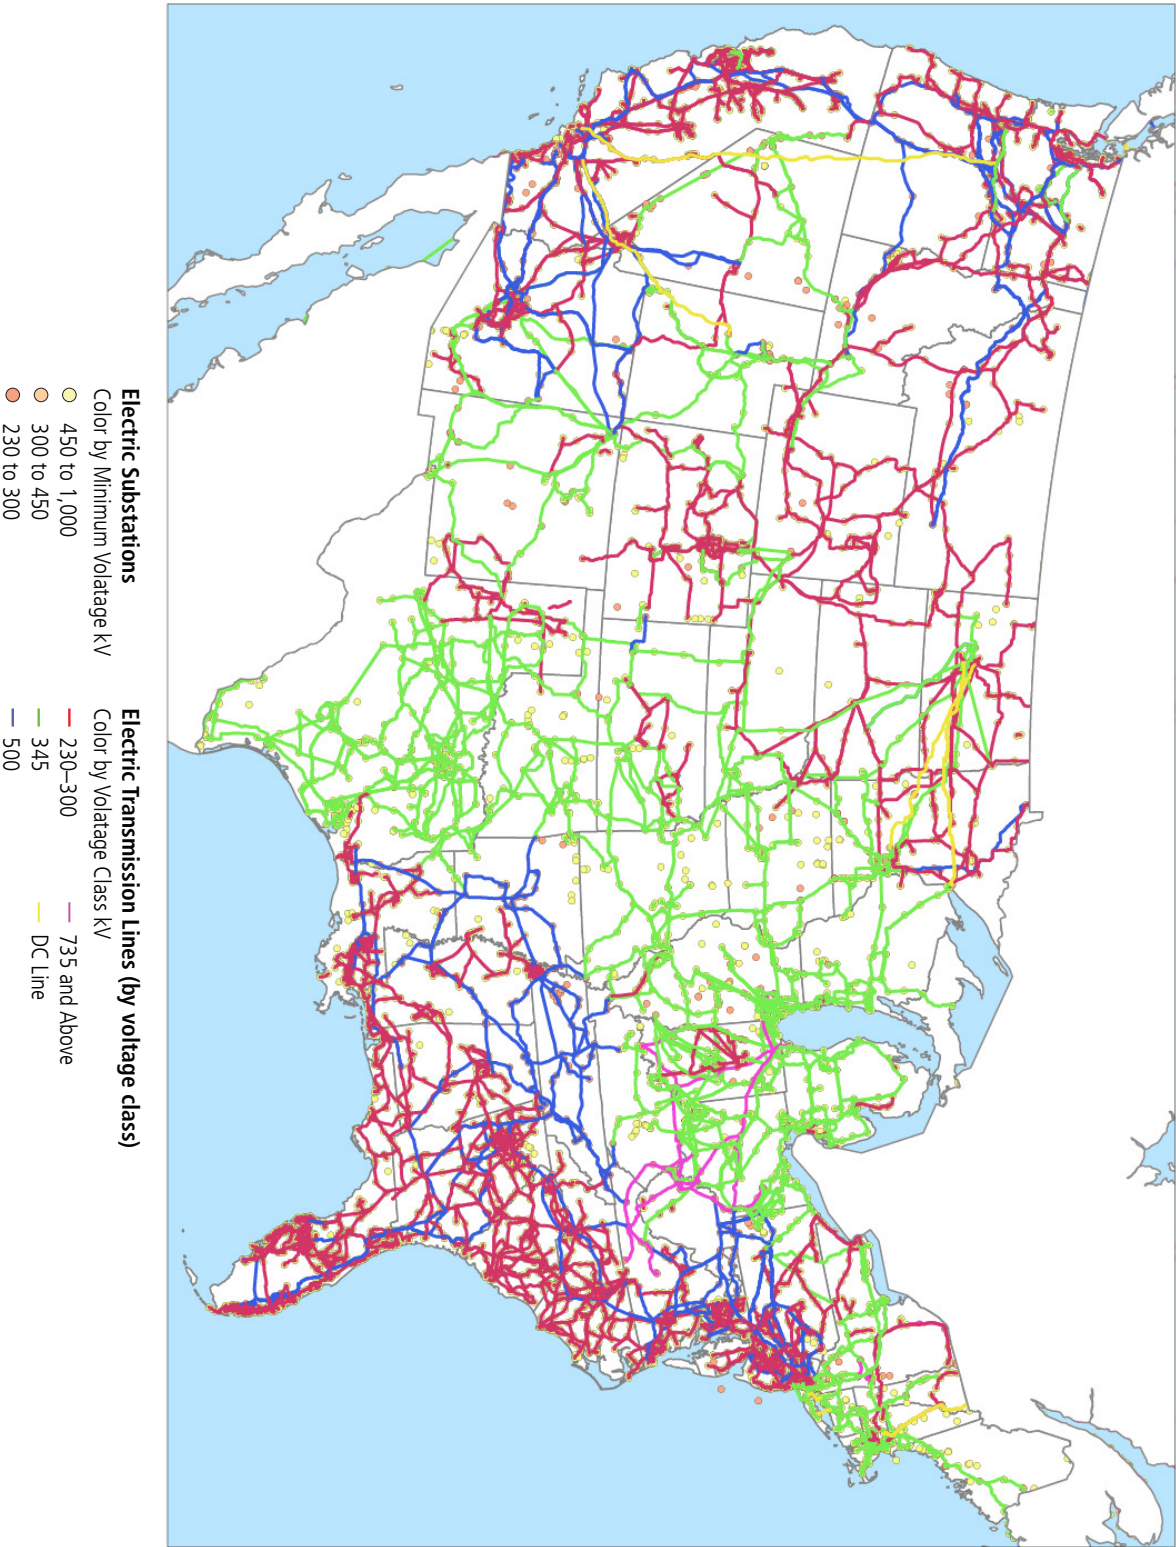 Electric Substations
Color by Minimum Volatage kV
450 to 1,000
300 to 450
230 to 300
Electric Transmission Lines (by voltage class)
Color by Volatage Class kV
230–300
345
500
735 and Above
DC Line